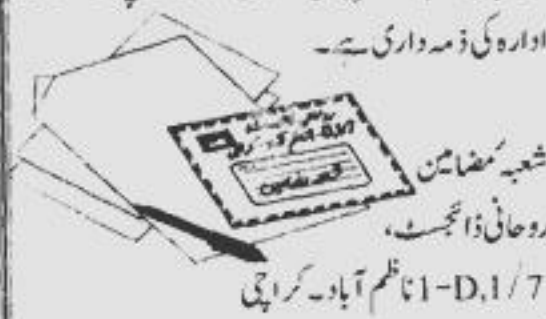 ادارہ کی ذمہ داری ہے۔
شعبہ مضامین
روحانی ڈائجسٹ،
1-D,1/7 ناظم آباد۔ کراچی